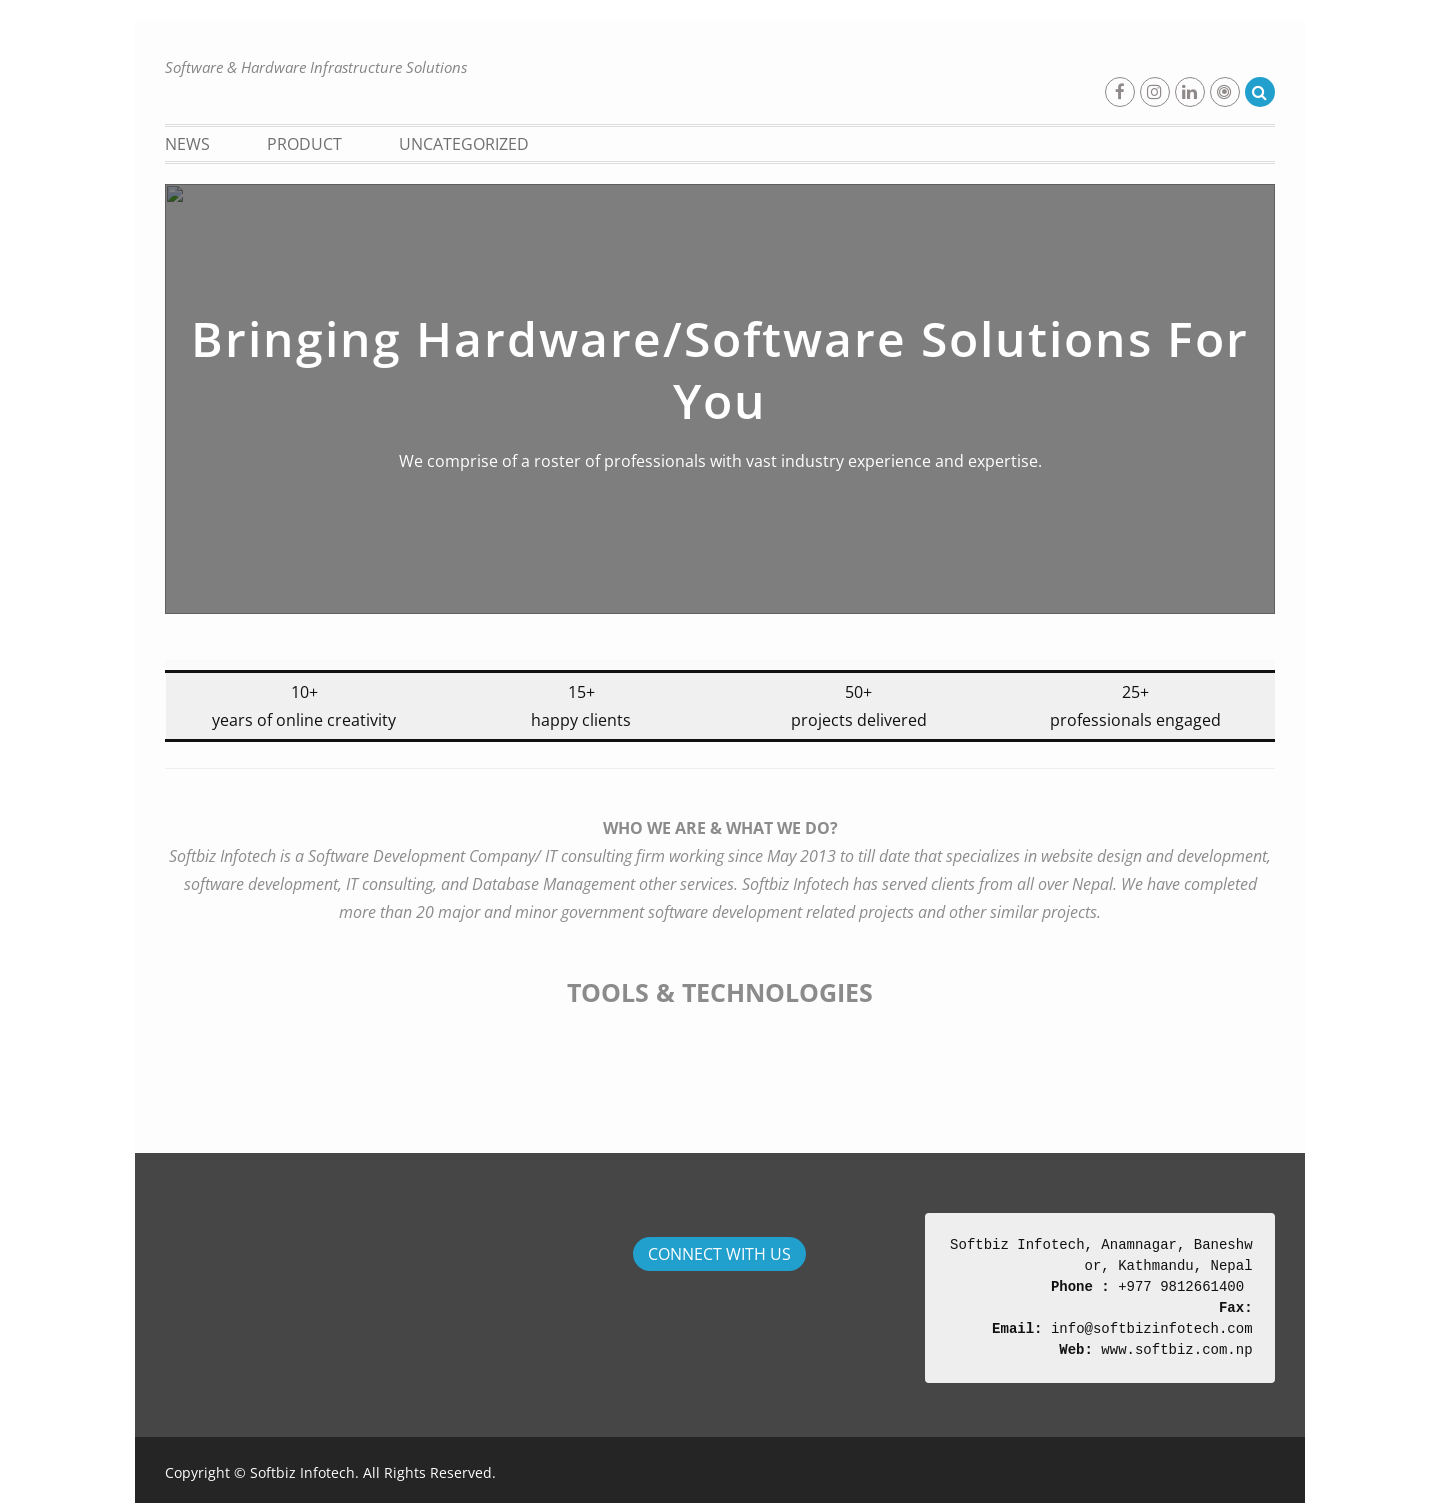 Software & Hardware Infrastructure Solutions
NEWS
PRODUCT
UNCATEGORIZED
Bringing Hardware/Software Solutions For
You
We comprise of a roster of professionals with vast industry experience and expertise.
10+
years of online creativity
15+
happy clients
50+
projects delivered
25+
professionals engaged
WHO WE ARE & WHAT WE DO?
Softbiz Infotech is a Software Development Company/ IT consulting firm working since May 2013 to till date that specializes in website design and development,
software development, IT consulting, and Database Management other services. Softbiz Infotech has served clients from all over Nepal. We have completed
more than 20 major and minor government software development related projects and other similar projects.
TOOLS & TECHNOLOGIES
CONNECT WITH US
Softbiz Infotech, Anamnagar, Baneshw
or, Kathmandu, Nepal
Phone : +977 9812661400
Fax:
Email: info@softbizinfotech.com
Web: www.softbiz.com.np
Copyright © Softbiz Infotech. All Rights Reserved.